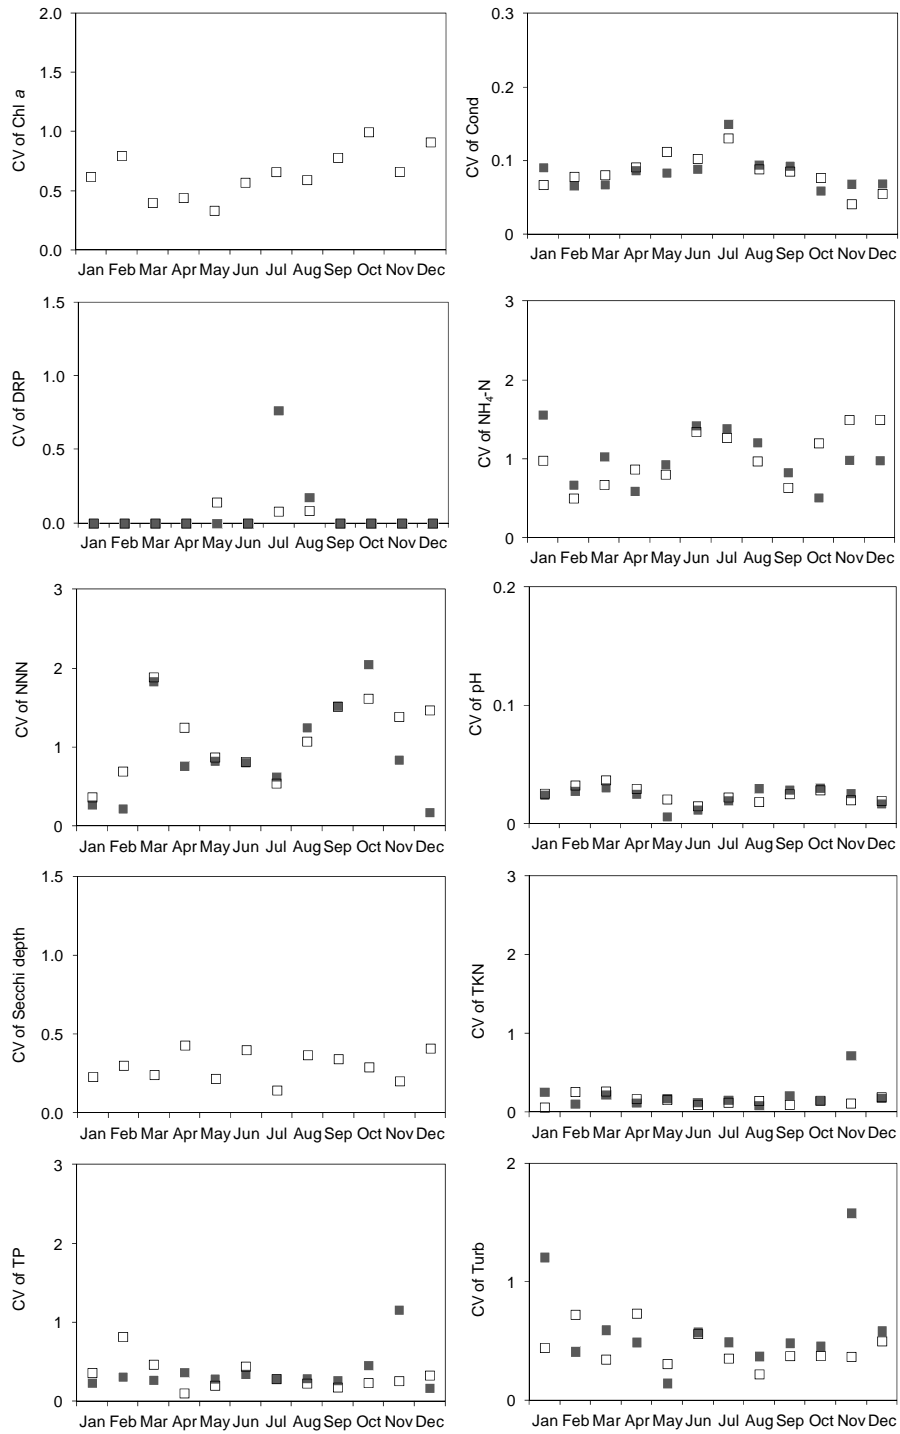 2.0
1.5
1.0
0.5
0.0
CV of Chl a
Jan Feb Mar Apr May Jun Jul Aug Sep Oct Nov Dec
0.3
0.2
0.1
0
CV of Cond
Jan Feb Mar Apr May Jun Jul Aug Sep Oct Nov Dec
1.5
1.0
0.5
0.0
CV of DRP
Jan Feb Mar Apr May Jun Jul Aug Sep Oct Nov Dec
3
2
1
0
CV of NH₄-N
Jan Feb Mar Apr May Jun Jul Aug Sep Oct Nov Dec
3
2
1
0
CV of NNN
Jan Feb Mar Apr May Jun Jul Aug Sep Oct Nov Dec
0.2
0.1
0
CV of pH
Jan Feb Mar Apr May Jun Jul Aug Sep Oct Nov Dec
1.5
1.0
0.5
0.0
CV of Secchi depth
Jan Feb Mar Apr May Jun Jul Aug Sep Oct Nov Dec
3
2
1
0
CV of TKN
Jan Feb Mar Apr May Jun Jul Aug Sep Oct Nov Dec
3
2
1
0
CV of TP
Jan Feb Mar Apr May Jun Jul Aug Sep Oct Nov Dec
2
1
0
CV of Turb
Jan Feb Mar Apr May Jun Jul Aug Sep Oct Nov Dec